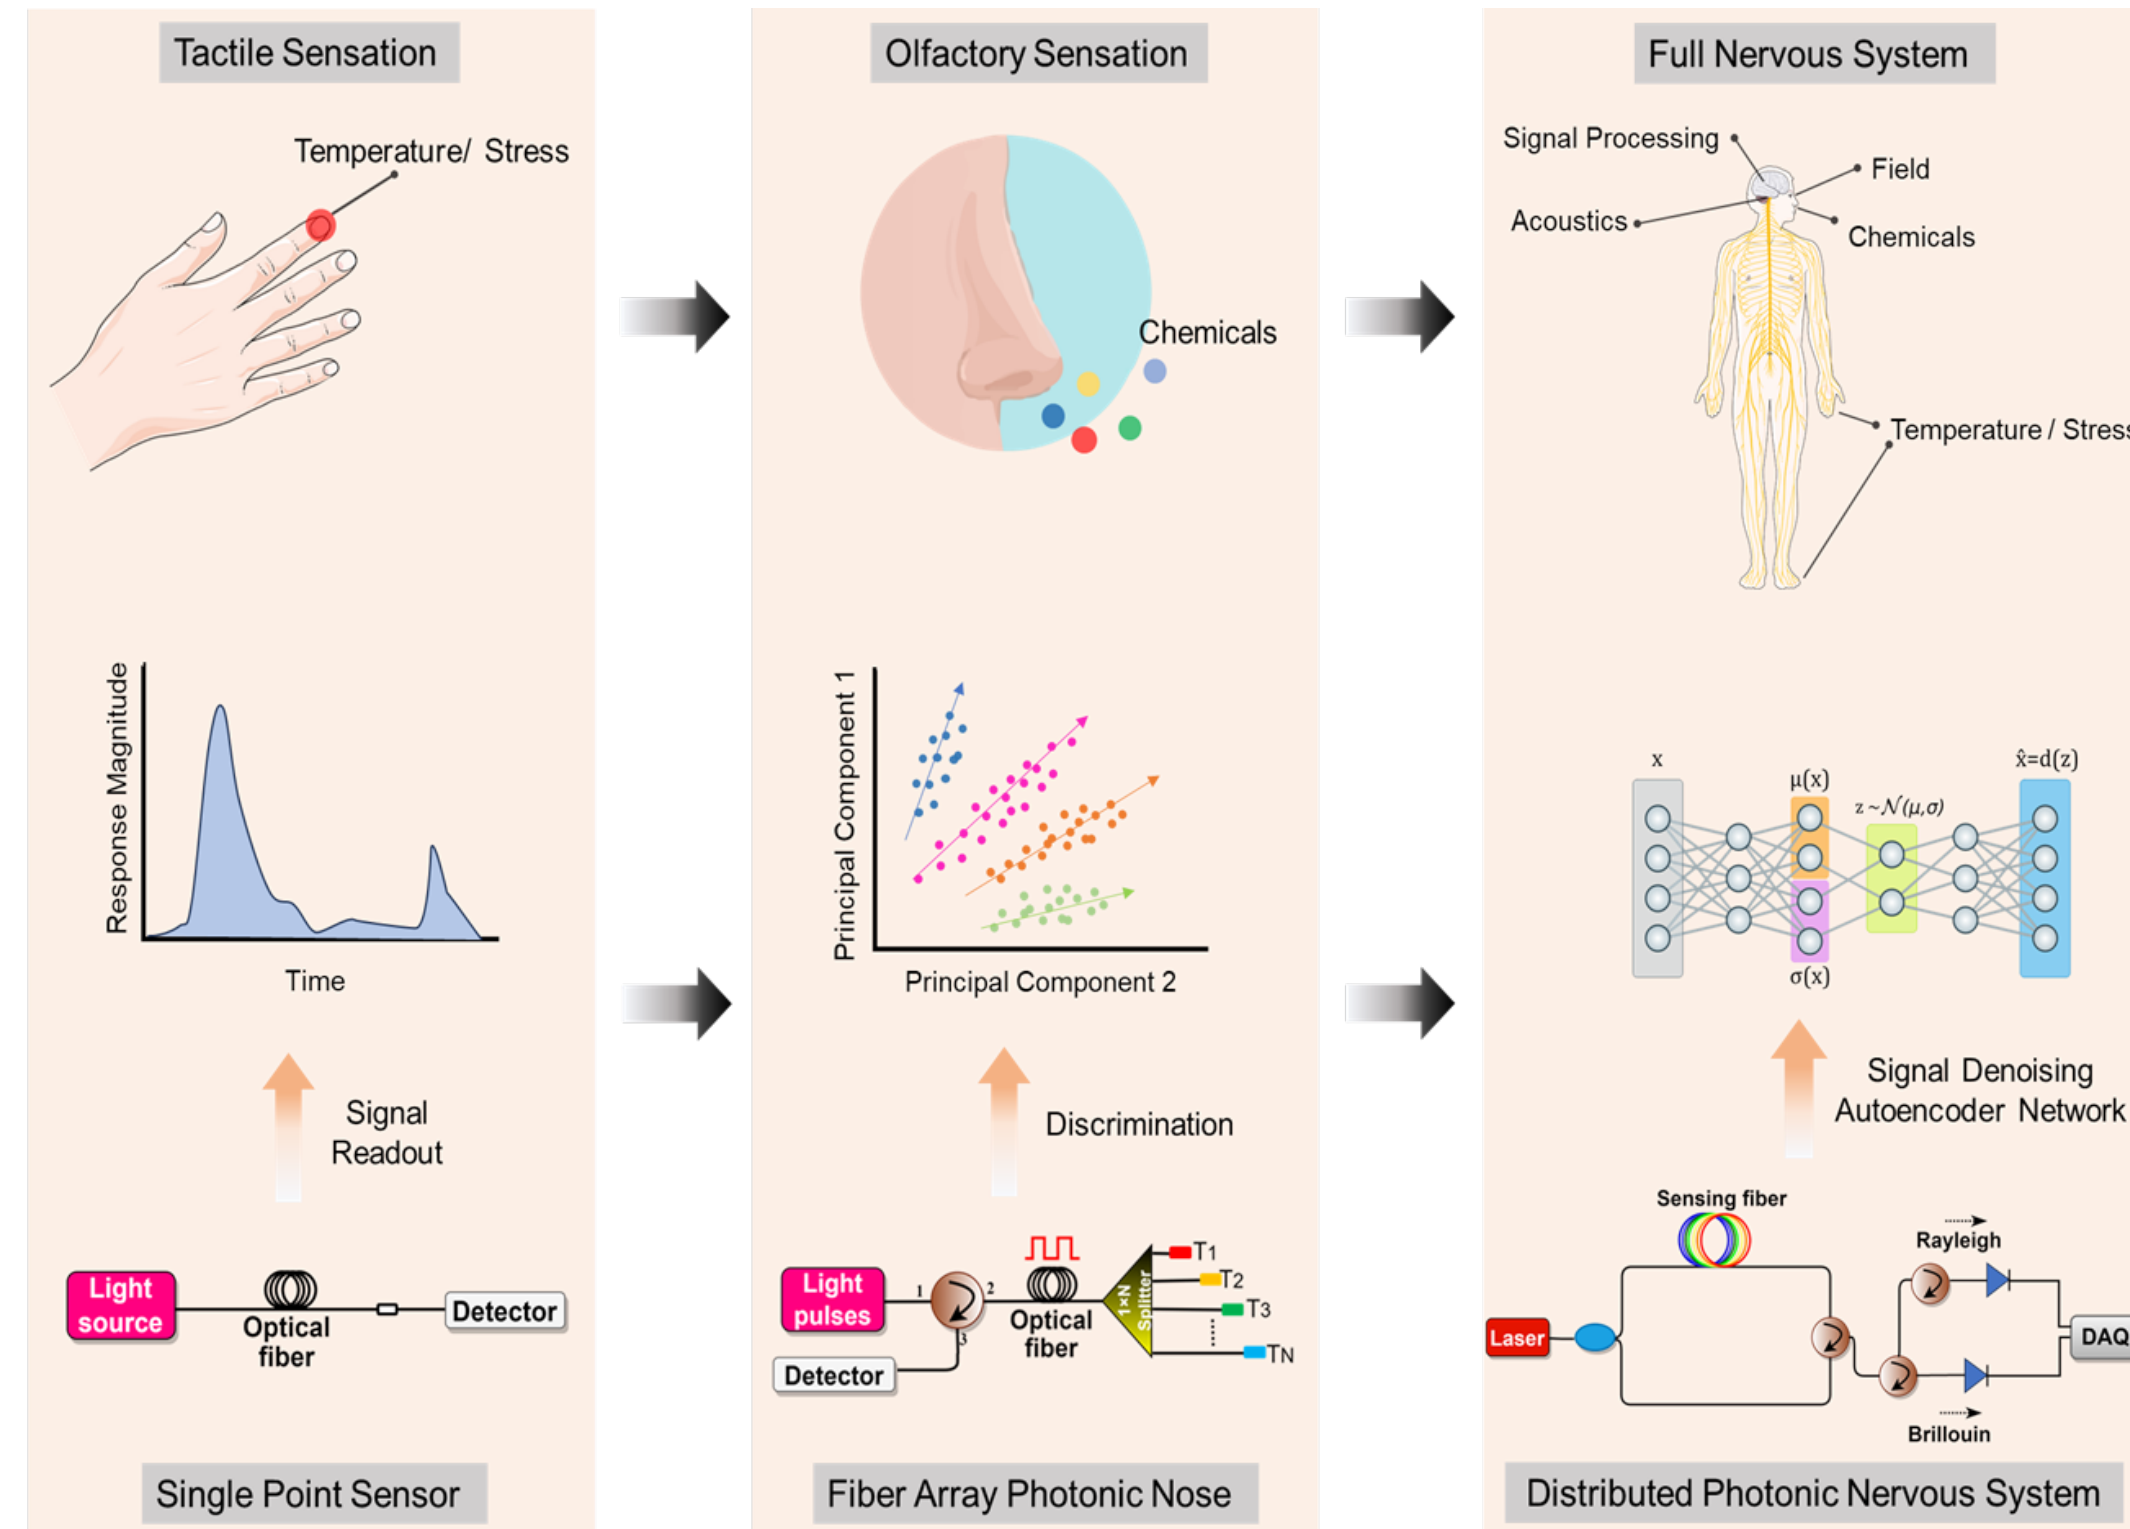 Tactile Sensation
Temperature/ Stress
Response Magnitude
Time
Signal
Readout
Light
source
Optical
fiber
Detector
Single Point Sensor
Olfactory Sensation
Chemicals
Principal Component 1
Principal Component 2
Discrimination
Light
pulses
1
2
3
Detector
Optical
fiber
1×N
Splitter
T1
T2
T3
TN
Fiber Array Photonic Nose
Full Nervous System
Signal Processing
Field
Acoustics
Chemicals
Temperature / Stress
x
μ(x)
z ~ 𝒩(μ,σ)
x̂=d(z)
σ(x)
Signal Denoising
Autoencoder Network
Sensing fiber
Rayleigh
Laser
DAQ
Brillouin
Distributed Photonic Nervous System